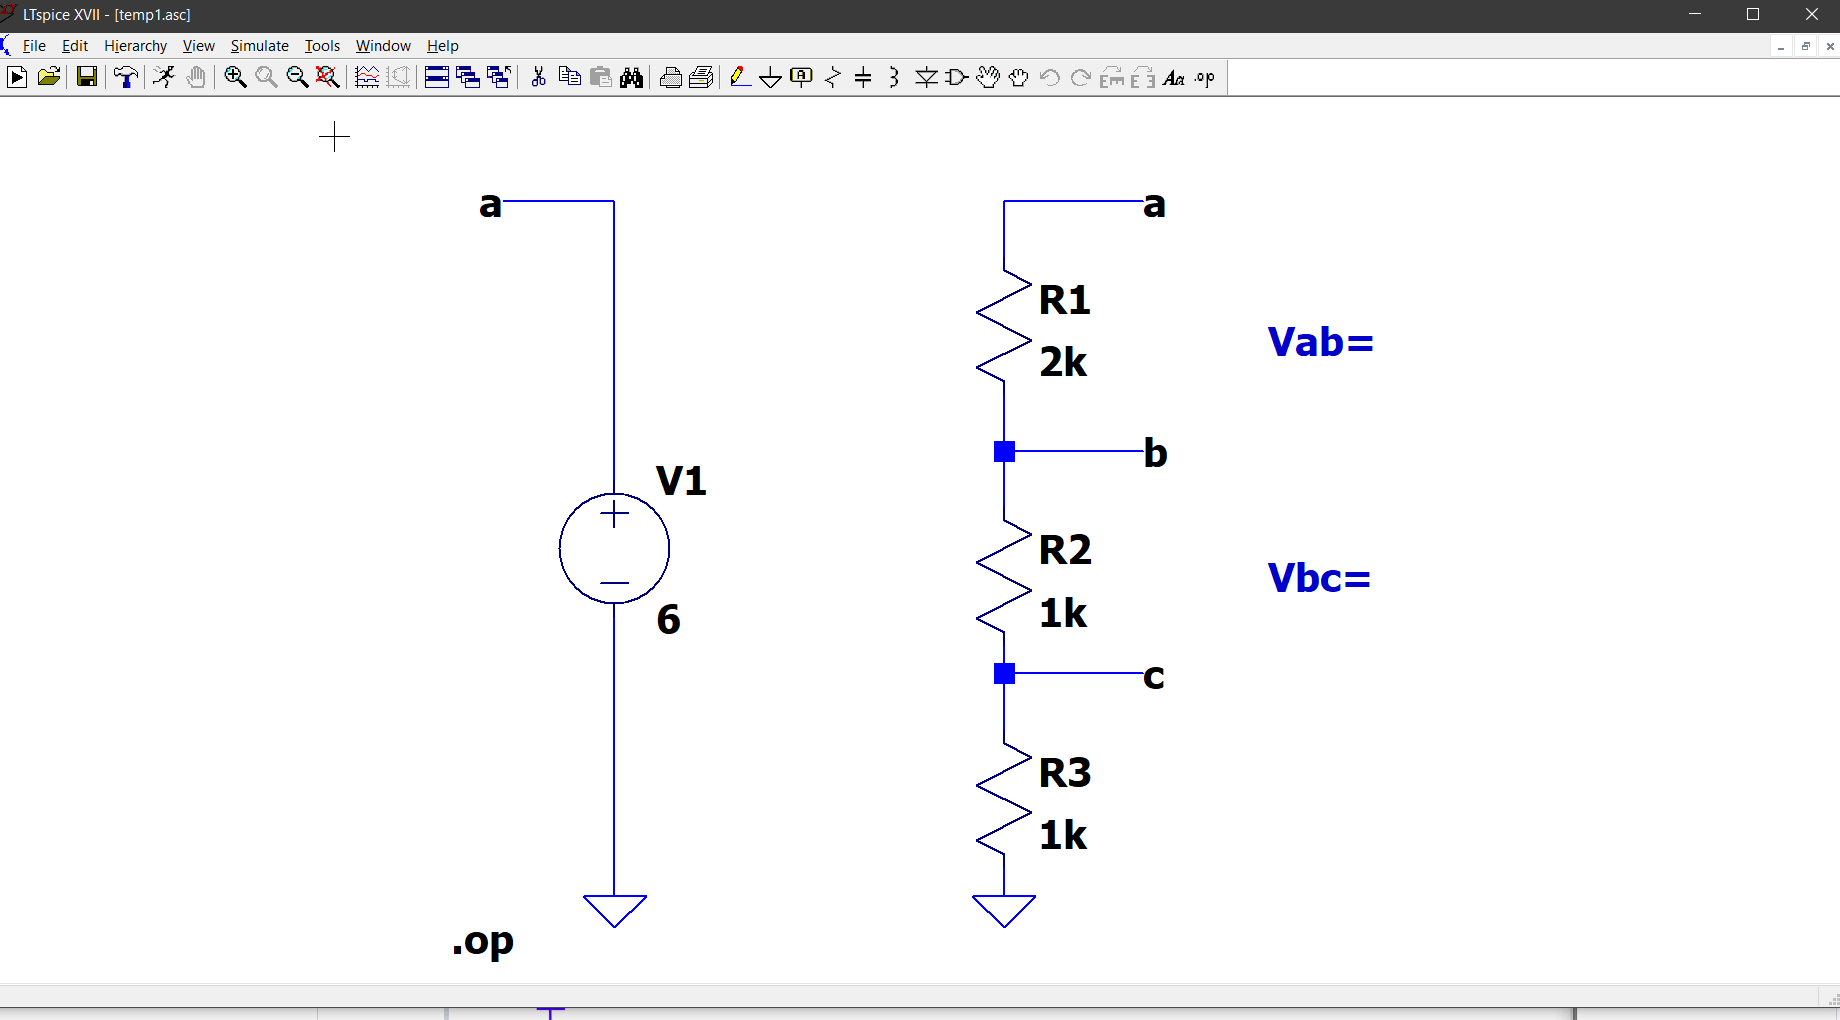 LTspice XVII - [temp1.asc]
File Edit Hierarchy View Simulate Tools Window Help
Aa .op
a
a
R1
2k
Vab=
b
V1
6
R2
1k
Vbc=
c
R3
1k
.op